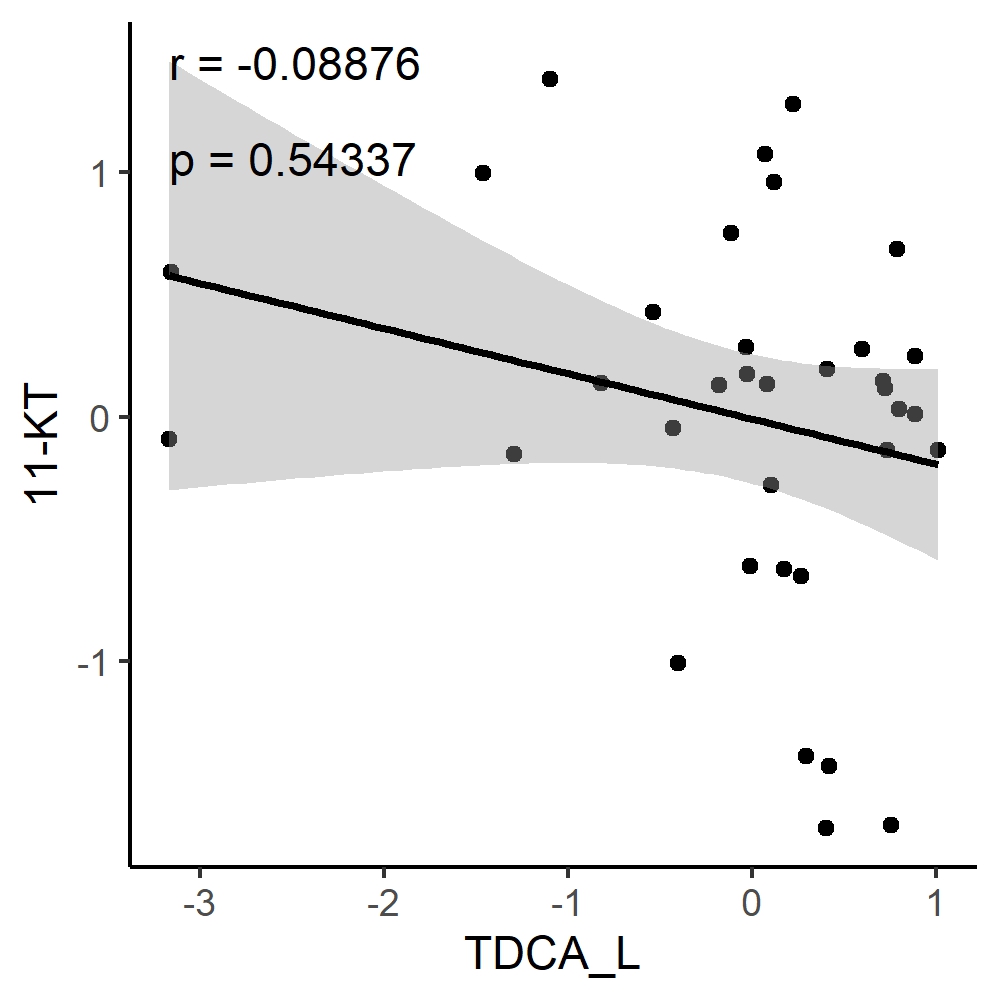 r = -0.08876
p = 0.54337
1
0
-1
11-KT
-3 -2 -1 0 1
TDCA_L